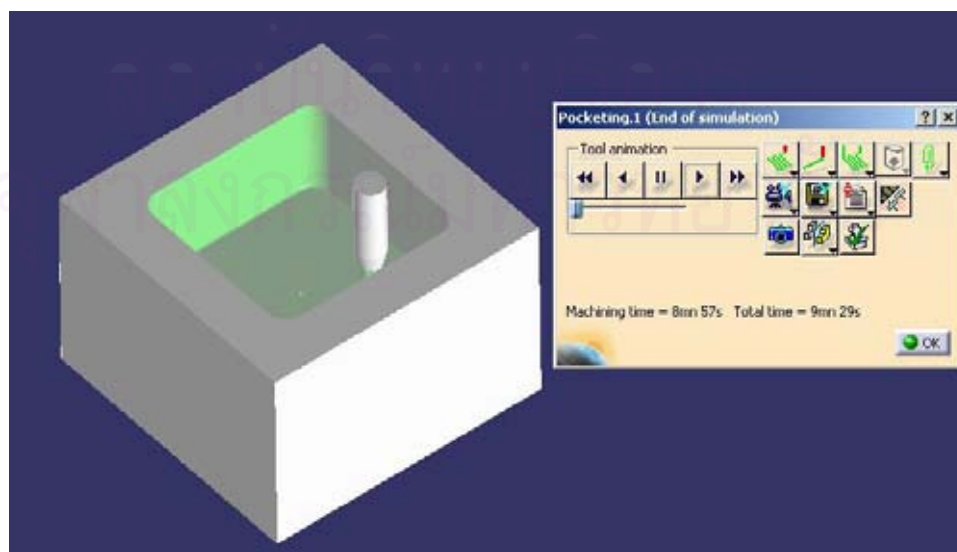 Pocketing.1 (End of simulation)
Tool animation
Machining time = 8mn 57s Total time = 9mn 29s
OK